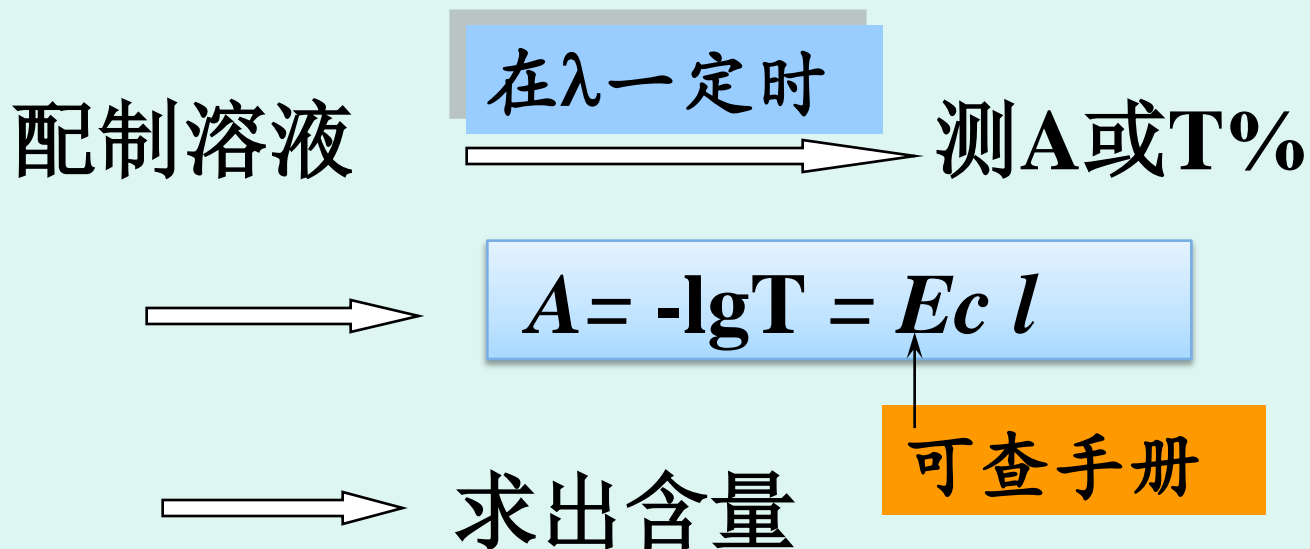 在λ一定时
配制溶液
测A或T%
A= -lgT = Ec l
可查手册
求出含量